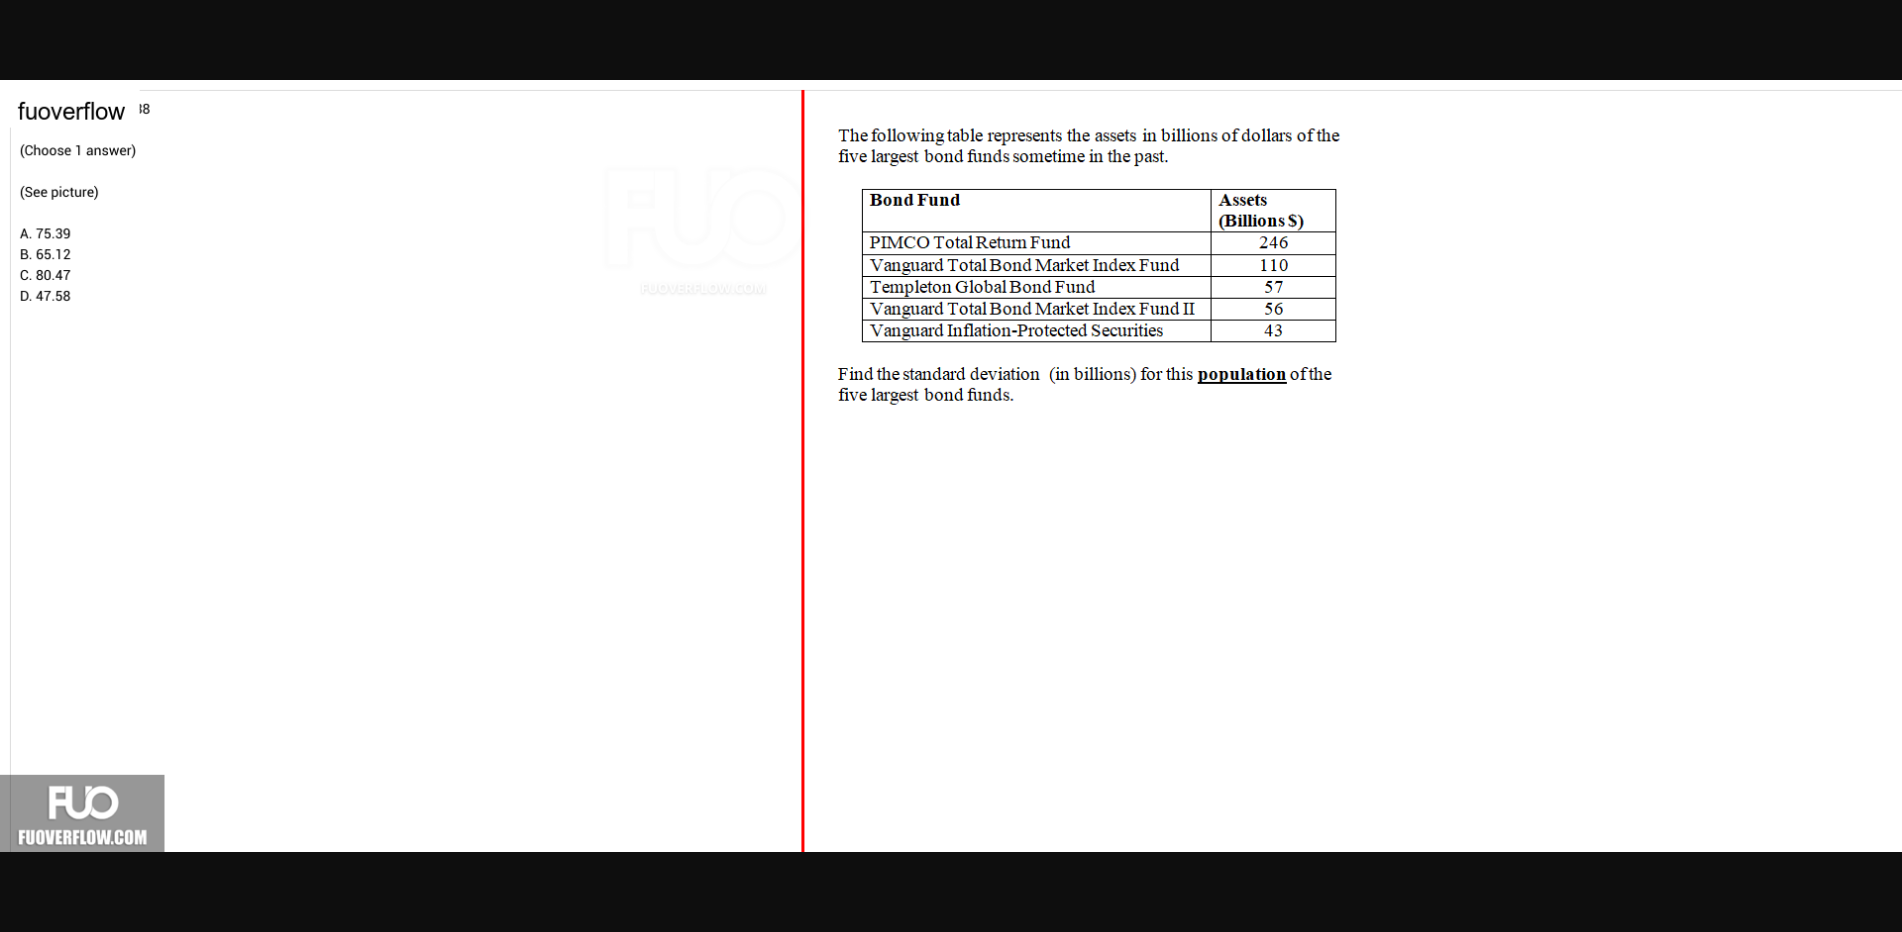 fuoverflow
(Choose 1 answer)
(See picture)
A. 75.39
B. 65.12
C. 80.47
D. 47.58
FUO
FUOVERFLOW.COM
The following table represents the assets in billions of dollars of the
five largest bond funds sometime in the past.
Bond Fund Assets
(Billions $)
PIMCO Total Return Fund 246
Vanguard Total Bond Market Index Fund 110
Templeton Global Bond Fund 57
Vanguard Total Bond Market Index Fund II 56
Vanguard Inflation-Protected Securities 43
Find the standard deviation (in billions) for this population of the
five largest bond funds.
FUO
FUOVERFLOW.COM